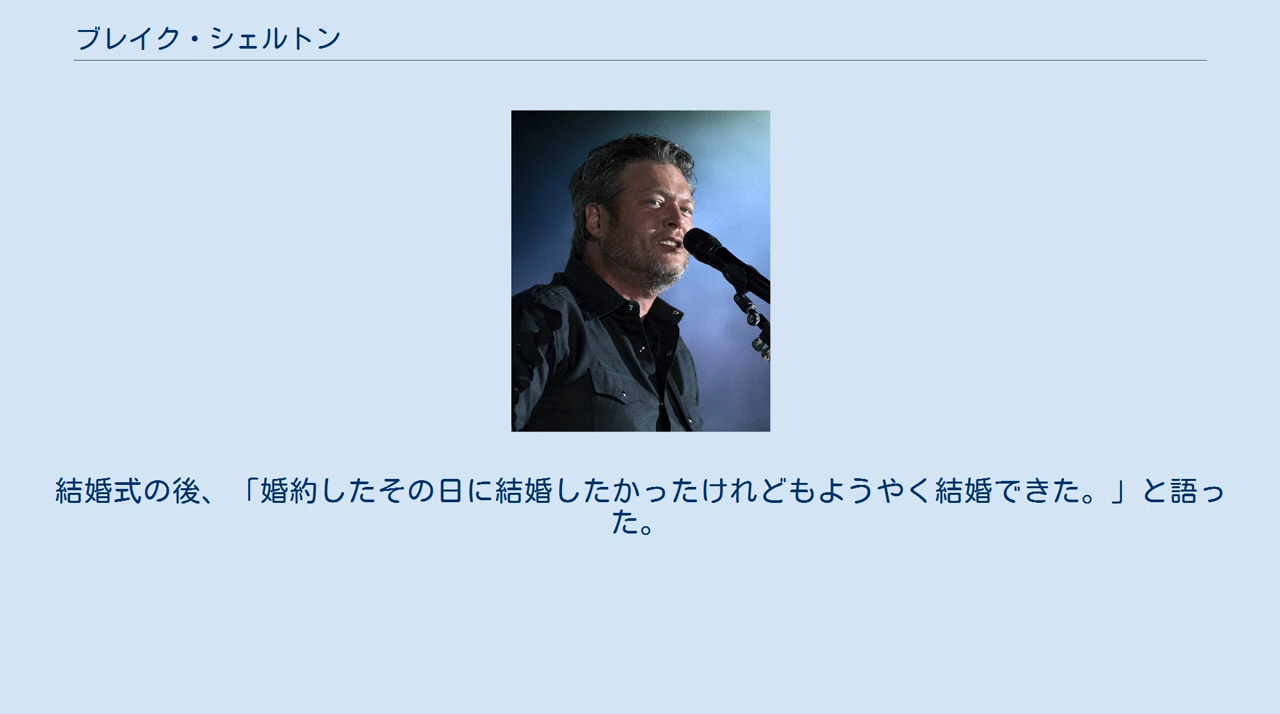 ブレイク・シェルトン
結婚式の後、「婚約したその日に結婚したかったけれどもようやく結婚できた。」と語っ
た。